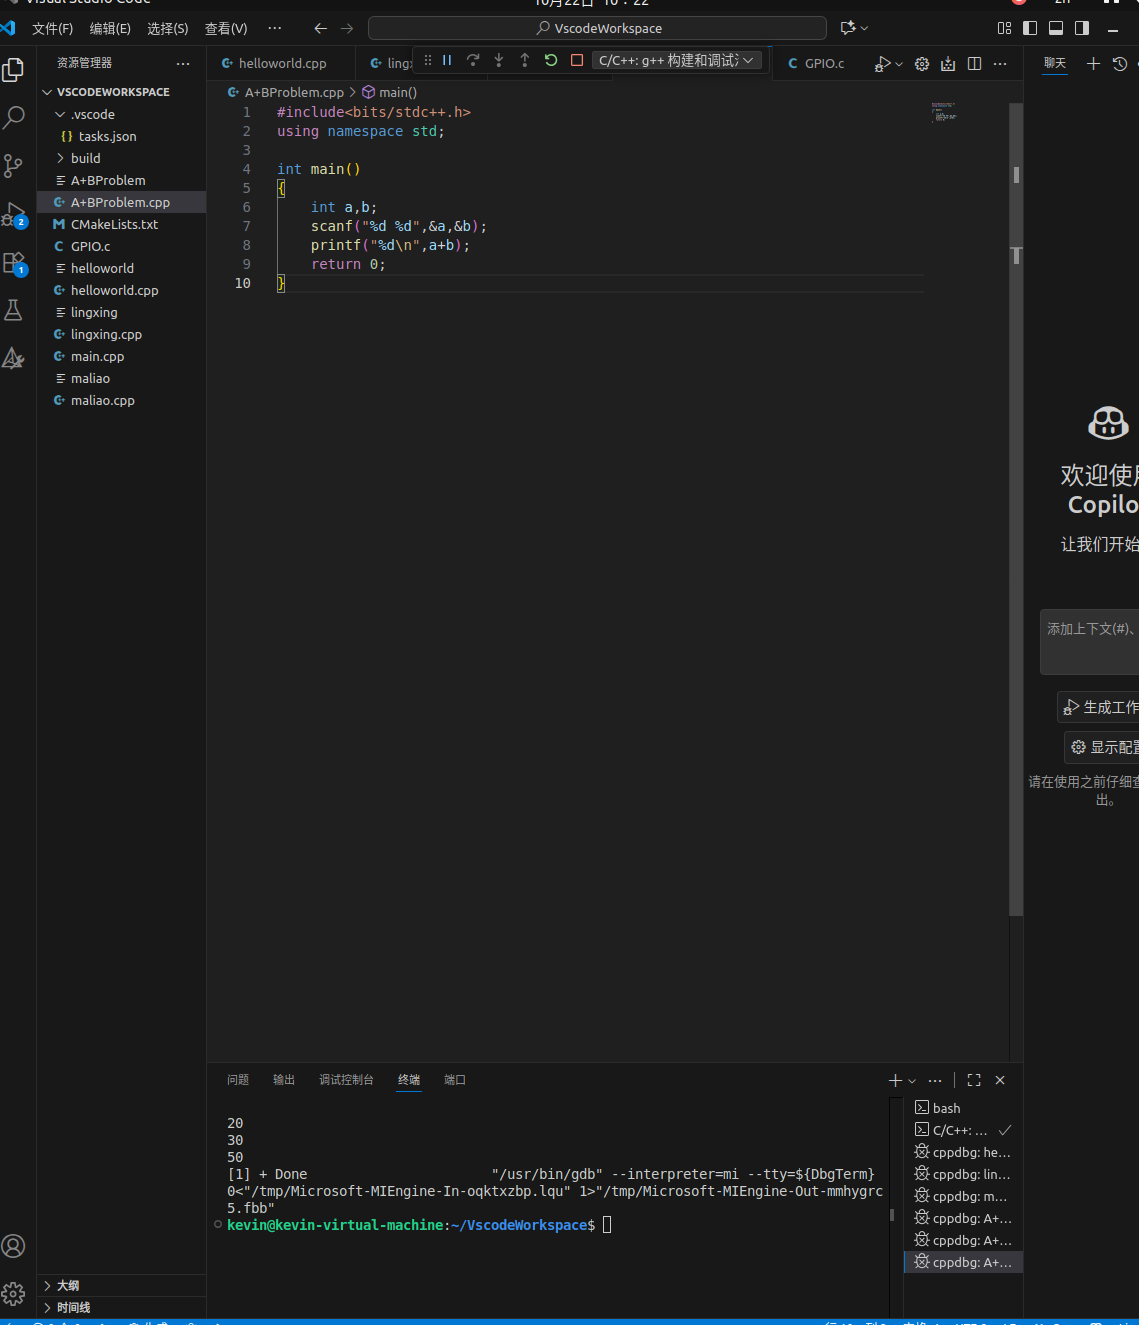 Visual Studio Code
10月22日 10：22
zh
文件(F) 编辑(E) 选择(S) 查看(V) ···
VscodeWorkspace
资源管理器
VSCODEWORKSPACE
.vscode
{} tasks.json
build
A+BProblem
A+BProblem.cpp
CMakeLists.txt
GPIO.c
helloworld
helloworld.cpp
lingxing
lingxing.cpp
main.cpp
maliao
maliao.cpp
大纲
时间线
2
1
helloworld.cpp
C/C++: g++ 构建和调试
GPIO.c
A+BProblem.cpp > main()
1 #include<bits/stdc++.h>
2 using namespace std;
3
4 int main()
5 {
6 int a,b;
7 scanf("%d %d",&a,&b);
8 printf("%d\n",a+b);
9 return 0;
10 }
聊天
欢迎使
Copilo
让我们开始
添加上下文(#)、
生成工作
显示配
请在使用之前仔细
出。
问题 输出 调试控制台 终端 端口
20
30
50
[1] + Done "/usr/bin/gdb" --interpreter=mi --tty=${DbgTerm}
0<"/tmp/Microsoft-MIEngine-In-oqktxzbp.lqu" 1>"/tmp/Microsoft-MIEngine-Out-mmhygrc
5.fbb"
kevin@kevin-virtual-machine:~/VscodeWorkspace$
bash
C/C++: ...
cppdbg: he...
cppdbg: lin...
cppdbg: m...
cppdbg: A+...
cppdbg: A+...
cppdbg: A+...